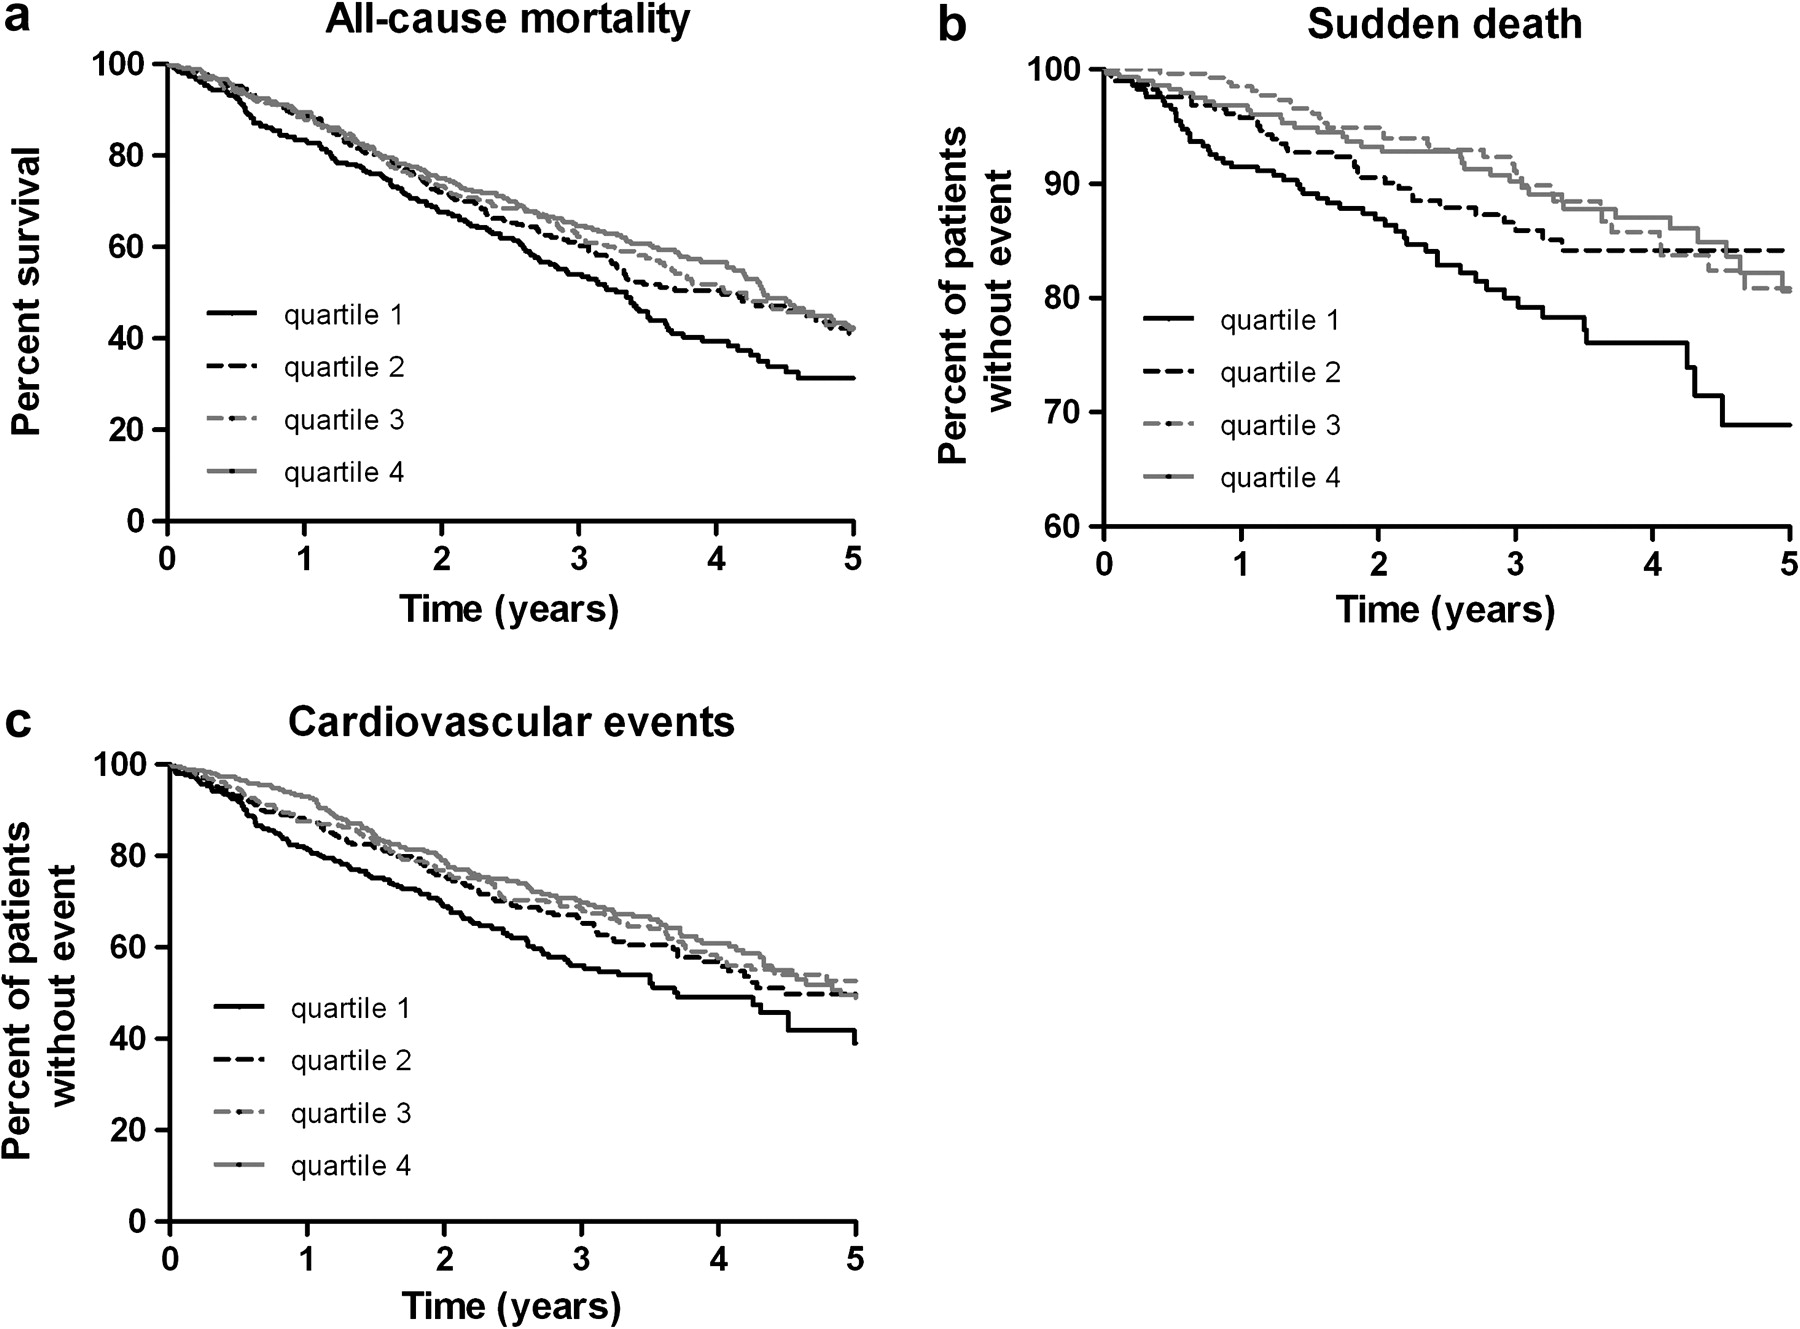 a
All-cause mortality
Percent survival
100
80
60
40
20
0
quartile 1
quartile 2
quartile 3
quartile 4
0 1 2 3 4 5
Time (years)
b
Sudden death
Percent of patients
without event
100
90
80
70
60
quartile 1
quartile 2
quartile 3
quartile 4
0 1 2 3 4 5
Time (years)
c
Cardiovascular events
Percent of patients
without event
100
80
60
40
20
0
quartile 1
quartile 2
quartile 3
quartile 4
0 1 2 3 4 5
Time (years)